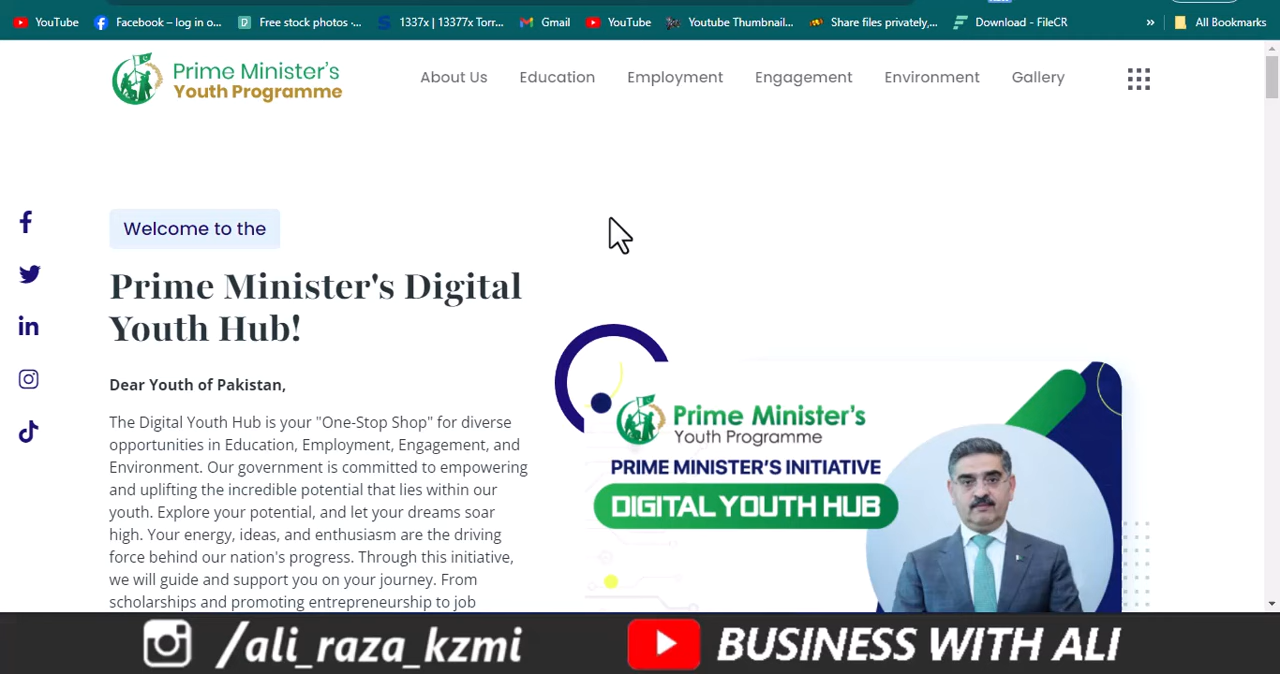 YouTube
Facebook – log in o...
Free stock photos ·...
1337x | 13377x Torr...
Gmail
YouTube
Youtube Thumbnail...
Share files privately,...
Download - FileCR
»
All Bookmarks
Prime Minister's
Youth Programme
About Us
Education
Employment
Engagement
Environment
Gallery
Welcome to the
Prime Minister's Digital
Youth Hub!
Dear Youth of Pakistan,
The Digital Youth Hub is your "One-Stop Shop" for diverse
opportunities in Education, Employment, Engagement, and
Environment. Our government is committed to empowering
and uplifting the incredible potential that lies within our
youth. Explore your potential, and let your dreams soar
high. Your energy, ideas, and enthusiasm are the driving
force behind our nation's progress. Through this initiative,
we will guide and support you on your journey. From
scholarships and promoting entrepreneurship to job
Prime Minister's
Youth Programme
PRIME MINISTER'S INITIATIVE
DIGITAL YOUTH HUB
/ali_raza_kzmi
BUSINESS WITH ALI